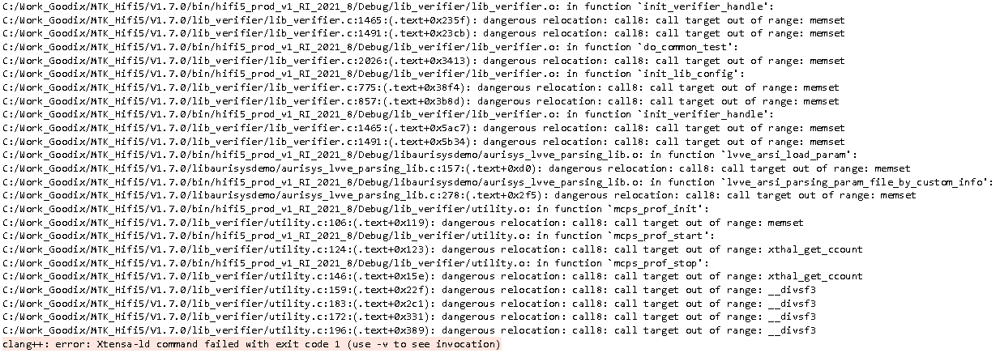 C:/Work_Goodix/MTK_Hifi5/V1.7.0/bin/hifi5_prod_v1_RI_2021_8/Debug/lib_verifier/lib_verifier.o: in function `init_verifier_handle':
C:/Work_Goodix/MTK_Hifi5/V1.7.0/lib_verifier/lib_verifier.c:1465:(.text+0x235f): dangerous relocation: call8: call target out of range: memset
C:/Work_Goodix/MTK_Hifi5/V1.7.0/lib_verifier/lib_verifier.c:1491:(.text+0x23cb): dangerous relocation: call8: call target out of range: memset
C:/Work_Goodix/MTK_Hifi5/V1.7.0/bin/hifi5_prod_v1_RI_2021_8/Debug/lib_verifier/lib_verifier.o: in function `do_common_test':
C:/Work_Goodix/MTK_Hifi5/V1.7.0/lib_verifier/lib_verifier.c:2026:(.text+0x3413): dangerous relocation: call8: call target out of range: memset
C:/Work_Goodix/MTK_Hifi5/V1.7.0/bin/hifi5_prod_v1_RI_2021_8/Debug/lib_verifier/lib_verifier.o: in function `init_lib_config':
C:/Work_Goodix/MTK_Hifi5/V1.7.0/lib_verifier/lib_verifier.c:775:(.text+0x38f4): dangerous relocation: call8: call target out of range: memset
C:/Work_Goodix/MTK_Hifi5/V1.7.0/lib_verifier/lib_verifier.c:857:(.text+0x3b8d): dangerous relocation: call8: call target out of range: memset
C:/Work_Goodix/MTK_Hifi5/V1.7.0/bin/hifi5_prod_v1_RI_2021_8/Debug/lib_verifier/lib_verifier.o: in function `init_verifier_handle':
C:/Work_Goodix/MTK_Hifi5/V1.7.0/lib_verifier/lib_verifier.c:1465:(.text+0x5ac7): dangerous relocation: call8: call target out of range: memset
C:/Work_Goodix/MTK_Hifi5/V1.7.0/lib_verifier/lib_verifier.c:1491:(.text+0x5b34): dangerous relocation: call8: call target out of range: memset
C:/Work_Goodix/MTK_Hifi5/V1.7.0/bin/hifi5_prod_v1_RI_2021_8/Debug/libaurisysdemo/aurisys_lvve_parsing_lib.o: in function `lvve_arsi_load_param':
C:/Work_Goodix/MTK_Hifi5/V1.7.0/libaurisysdemo/aurisys_lvve_parsing_lib.c:157:(.text+0xd0): dangerous relocation: call8: call target out of range: memset
C:/Work_Goodix/MTK_Hifi5/V1.7.0/bin/hifi5_prod_v1_RI_2021_8/Debug/libaurisysdemo/aurisys_lvve_parsing_lib.o: in function `lvve_arsi_parsing_param_file_by_custom_info':
C:/Work_Goodix/MTK_Hifi5/V1.7.0/libaurisysdemo/aurisys_lvve_parsing_lib.c:278:(.text+0x2f5): dangerous relocation: call8: call target out of range: memset
C:/Work_Goodix/MTK_Hifi5/V1.7.0/bin/hifi5_prod_v1_RI_2021_8/Debug/lib_verifier/utility.o: in function `mcps_prof_init':
C:/Work_Goodix/MTK_Hifi5/V1.7.0/lib_verifier/utility.c:106:(.text+0x119): dangerous relocation: call8: call target out of range: memset
C:/Work_Goodix/MTK_Hifi5/V1.7.0/bin/hifi5_prod_v1_RI_2021_8/Debug/lib_verifier/utility.o: in function `mcps_prof_start':
C:/Work_Goodix/MTK_Hifi5/V1.7.0/lib_verifier/utility.c:124:(.text+0x123): dangerous relocation: call8: call target out of range: xthal_get_ccount
C:/Work_Goodix/MTK_Hifi5/V1.7.0/bin/hifi5_prod_v1_RI_2021_8/Debug/lib_verifier/utility.o: in function `mcps_prof_stop':
C:/Work_Goodix/MTK_Hifi5/V1.7.0/lib_verifier/utility.c:146:(.text+0x15e): dangerous relocation: call8: call target out of range: xthal_get_ccount
C:/Work_Goodix/MTK_Hifi5/V1.7.0/lib_verifier/utility.c:159:(.text+0x22f): dangerous relocation: call8: call target out of range: __divsf3
C:/Work_Goodix/MTK_Hifi5/V1.7.0/lib_verifier/utility.c:183:(.text+0x2c1): dangerous relocation: call8: call target out of range: __divsf3
C:/Work_Goodix/MTK_Hifi5/V1.7.0/lib_verifier/utility.c:172:(.text+0x331): dangerous relocation: call8: call target out of range: __divsf3
C:/Work_Goodix/MTK_Hifi5/V1.7.0/lib_verifier/utility.c:196:(.text+0x389): dangerous relocation: call8: call target out of range: __divsf3
clang++: error: Xtensa-ld command failed with exit code 1 (use -v to see invocation)